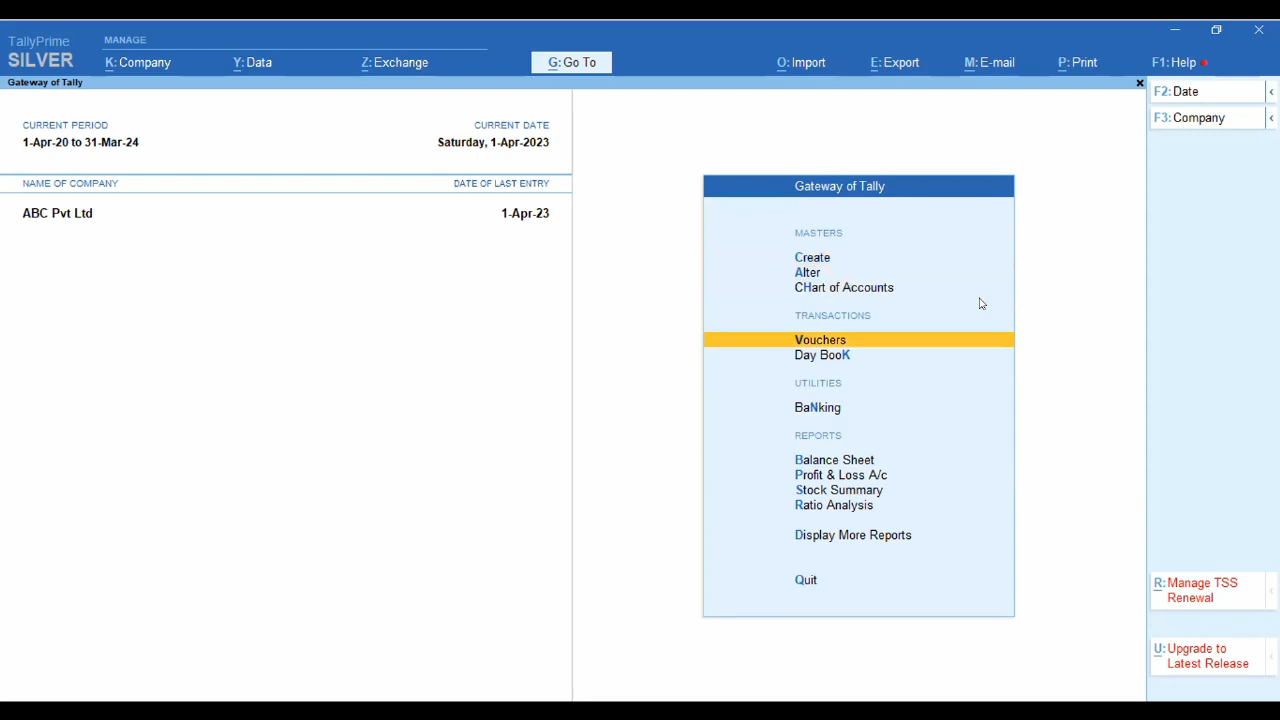 TallyPrime
SILVER
MANAGE
K: Company
Y: Data
Z: Exchange
G: Go To
O: Import
E: Export
M: E-mail
P: Print
F1: Help
Gateway of Tally
CURRENT PERIOD
1-Apr-20 to 31-Mar-24
CURRENT DATE
Saturday, 1-Apr-2023
NAME OF COMPANY
DATE OF LAST ENTRY
ABC Pvt Ltd
1-Apr-23
Gateway of Tally
MASTERS
Create
Alter
CHart of Accounts
TRANSACTIONS
Vouchers
Day BooK
UTILITIES
BaNking
REPORTS
Balance Sheet
Profit & Loss A/c
Stock Summary
Ratio Analysis
Display More Reports
Quit
F2: Date
F3: Company
R: Manage TSS
Renewal
U: Upgrade to
Latest Release